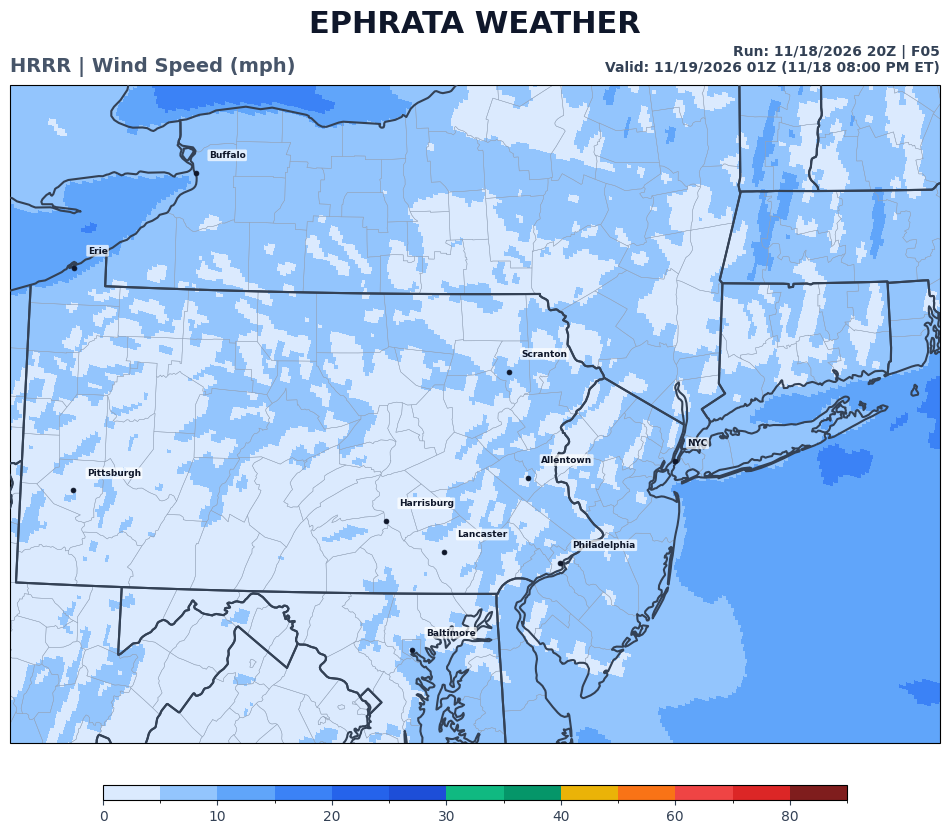 EPHRATA WEATHER
HRRR | Wind Speed (mph)
Run: 11/18/2026 20Z | F05
Valid: 11/19/2026 01Z (11/18 08:00 PM ET)
Buffalo
Erie
Scranton
NYC
Allentown
Pittsburgh
Harrisburg
Lancaster
Philadelphia
Baltimore
0 10 20 30 40 50 60 70 80